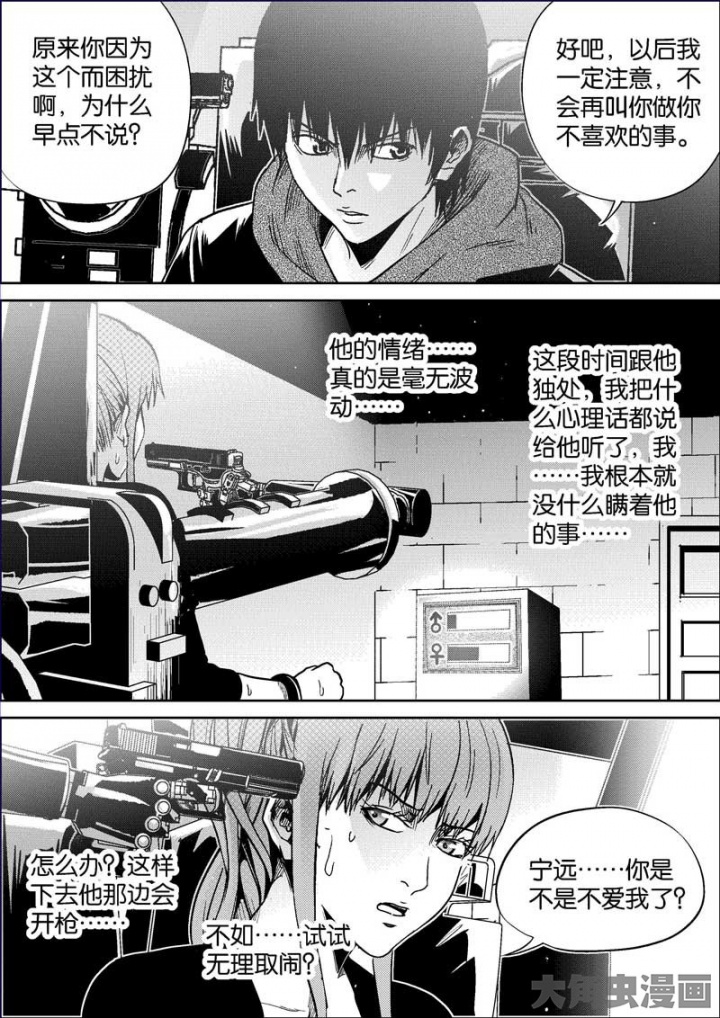 原来你因为
这个而困扰
啊，为什么
早点不说？
好吧，以后我
一定注意，不
会再叫你做你
不喜欢的事。
他的情绪……
真的是毫无波
动……
这段时间跟他
独处，我把什
么心理话都说
给他听了，我
……我根本就
没什么瞒着他
的事……
♂
♀
怎么办？这样
下去他那边会
开枪……
不如……试试
无理取闹？
宁远……你是
不是不爱我了？
大角虫漫画